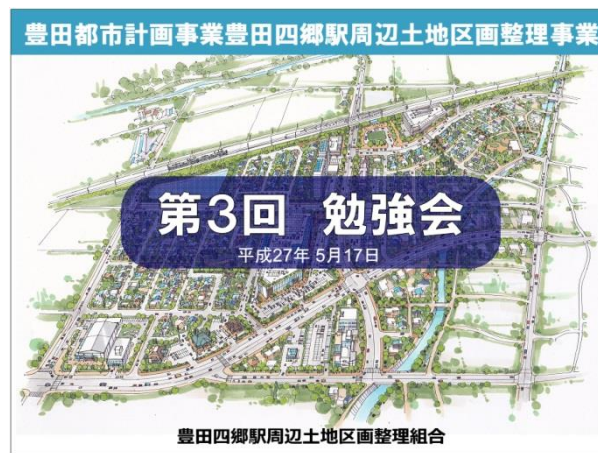 豊田都市計画事業豊田四郷駅周辺土地区画整理事業
第3回 勉強会
平成27年 5月17日
豊田四郷駅周辺土地区画整理組合